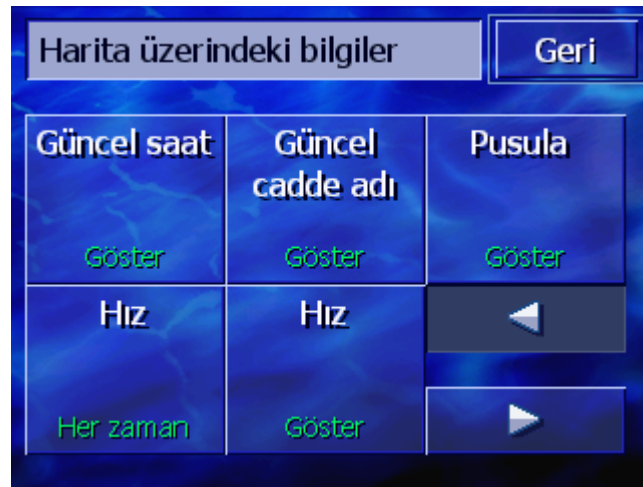 Harita üzerindeki bilgiler
Geri
Güncel saat
Göster
Güncel
cadde adı
Göster
Pusula
Göster
Hız
Her zaman
Hız
Göster